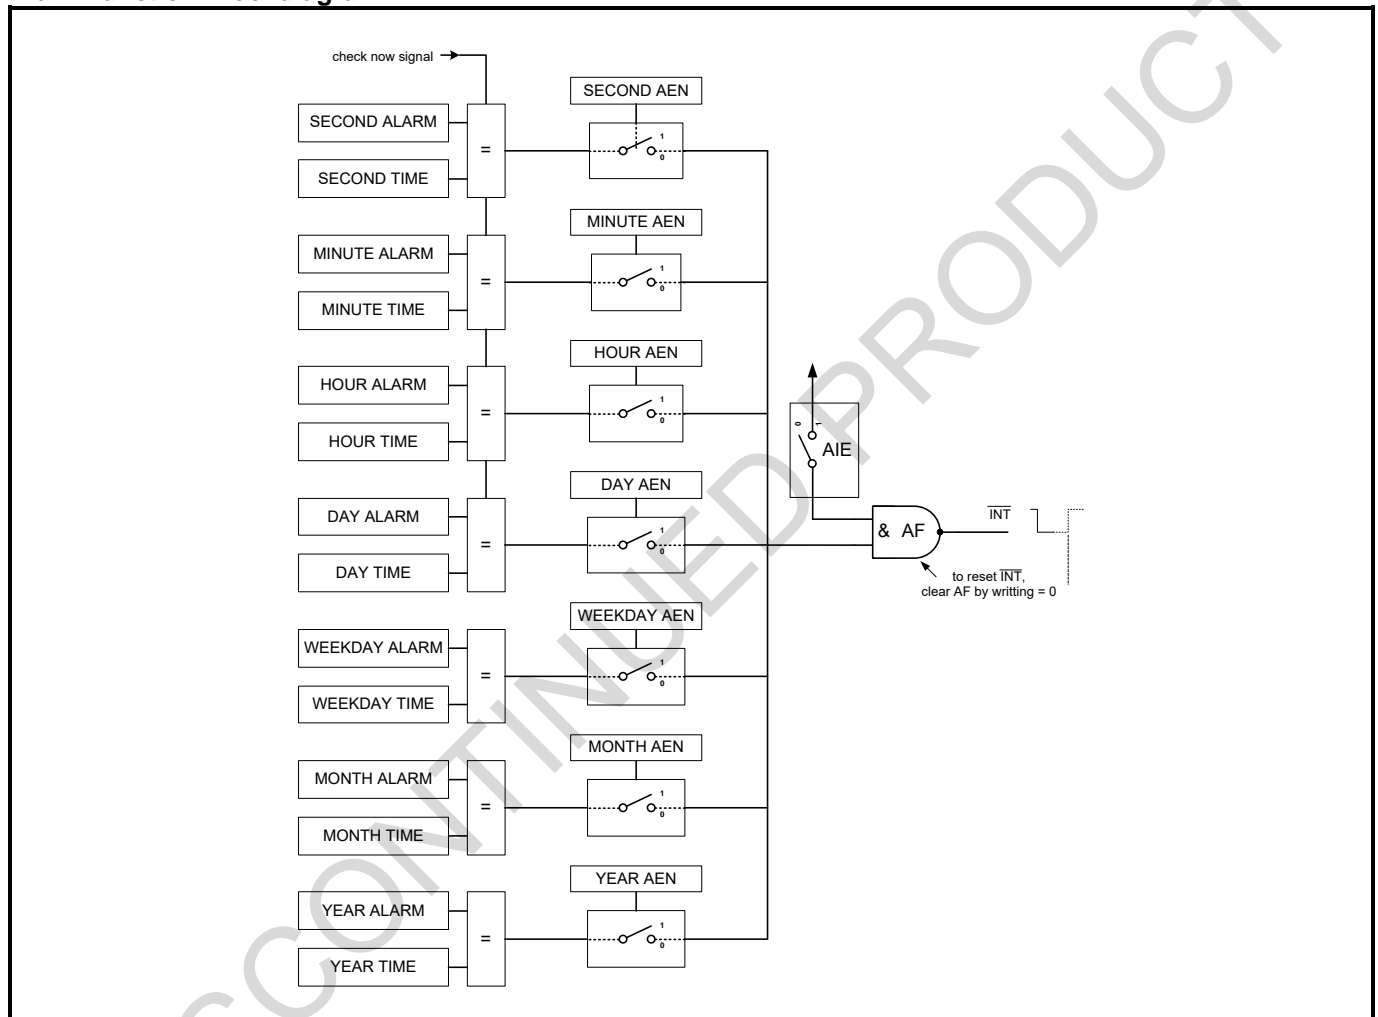 check now signal
SECOND AEN
SECOND ALARM
=
1
0
SECOND TIME
MINUTE AEN
MINUTE ALARM
=
1
0
MINUTE TIME
HOUR AEN
HOUR ALARM
=
1
0
HOUR TIME
0 1
AIE
DAY AEN
DAY ALARM
=
1
0
DAY TIME
& AF
INT
to reset INT,
clear AF by writting = 0
WEEKDAY AEN
WEEKDAY ALARM
=
1
0
WEEKDAY TIME
MONTH AEN
MONTH ALARM
=
1
0
MONTH TIME
YEAR AEN
YEAR ALARM
=
1
0
YEAR TIME
SCONTINUED PRODUCT